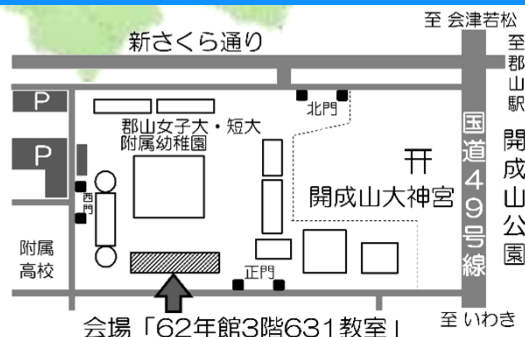 至 会津若松
新さくら通り
至郡山駅
P
北門
郡山女子大・短大
附属幼稚園
P
国道49号線
開成山公園
西門
開成山大神宮
附属
高校
正門
会場「62年館3階631教室」
至 いわき